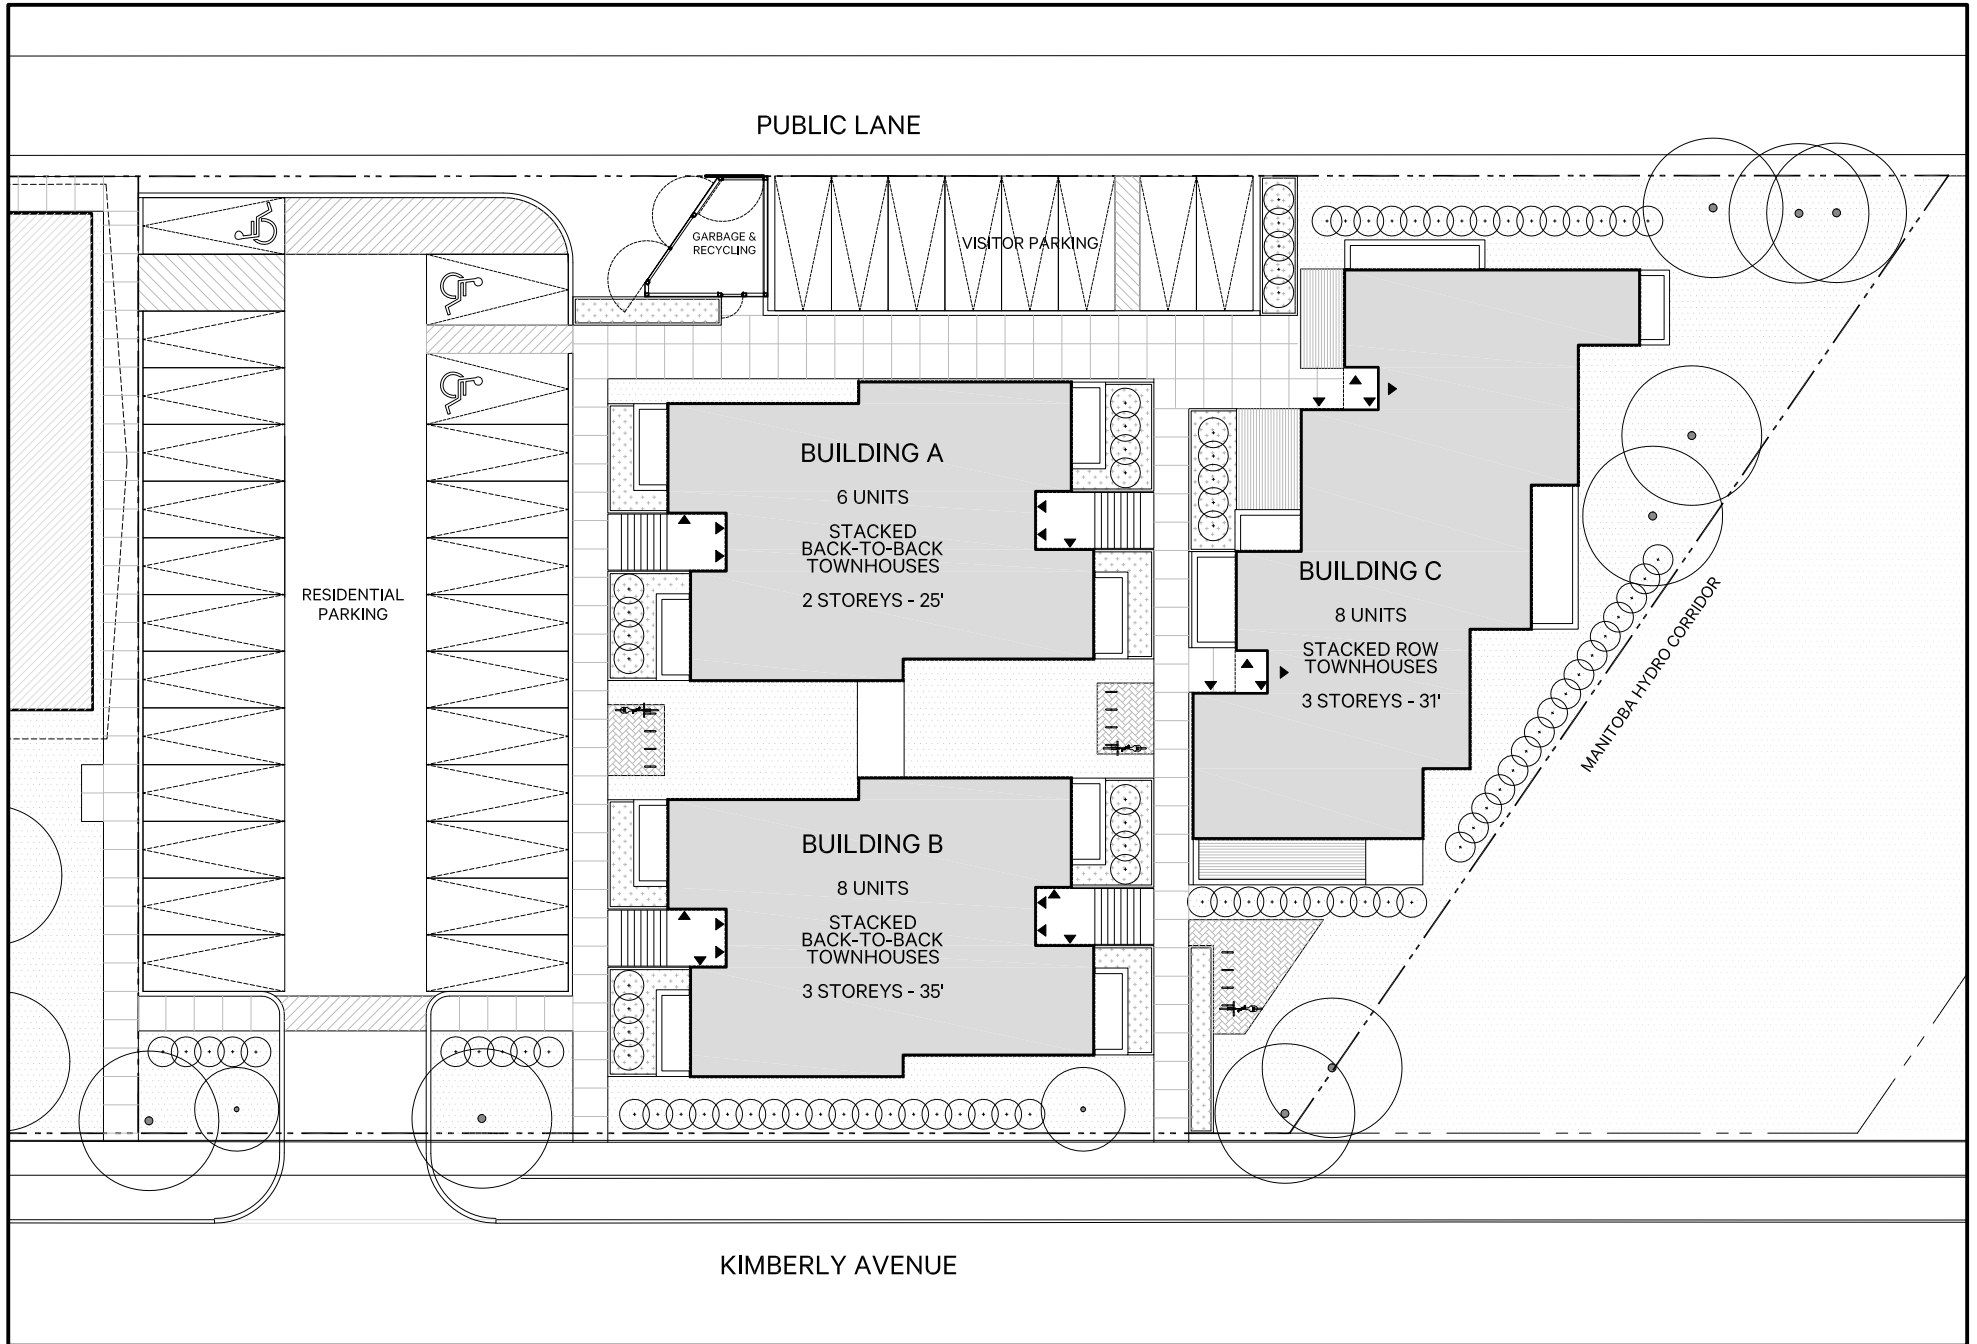 PUBLIC LANE
GARBAGE &
RECYCLING
VISITOR PARKING
BUILDING A
6 UNITS
STACKED
BACK-TO-BACK
TOWNHOUSES
2 STOREYS - 25'
RESIDENTIAL
PARKING
BUILDING C
8 UNITS
STACKED ROW
TOWNHOUSES
3 STOREYS - 31'
MANITOBA HYDRO CORRIDOR
BUILDING B
8 UNITS
STACKED
BACK-TO-BACK
TOWNHOUSES
3 STOREYS - 35'
KIMBERLY AVENUE